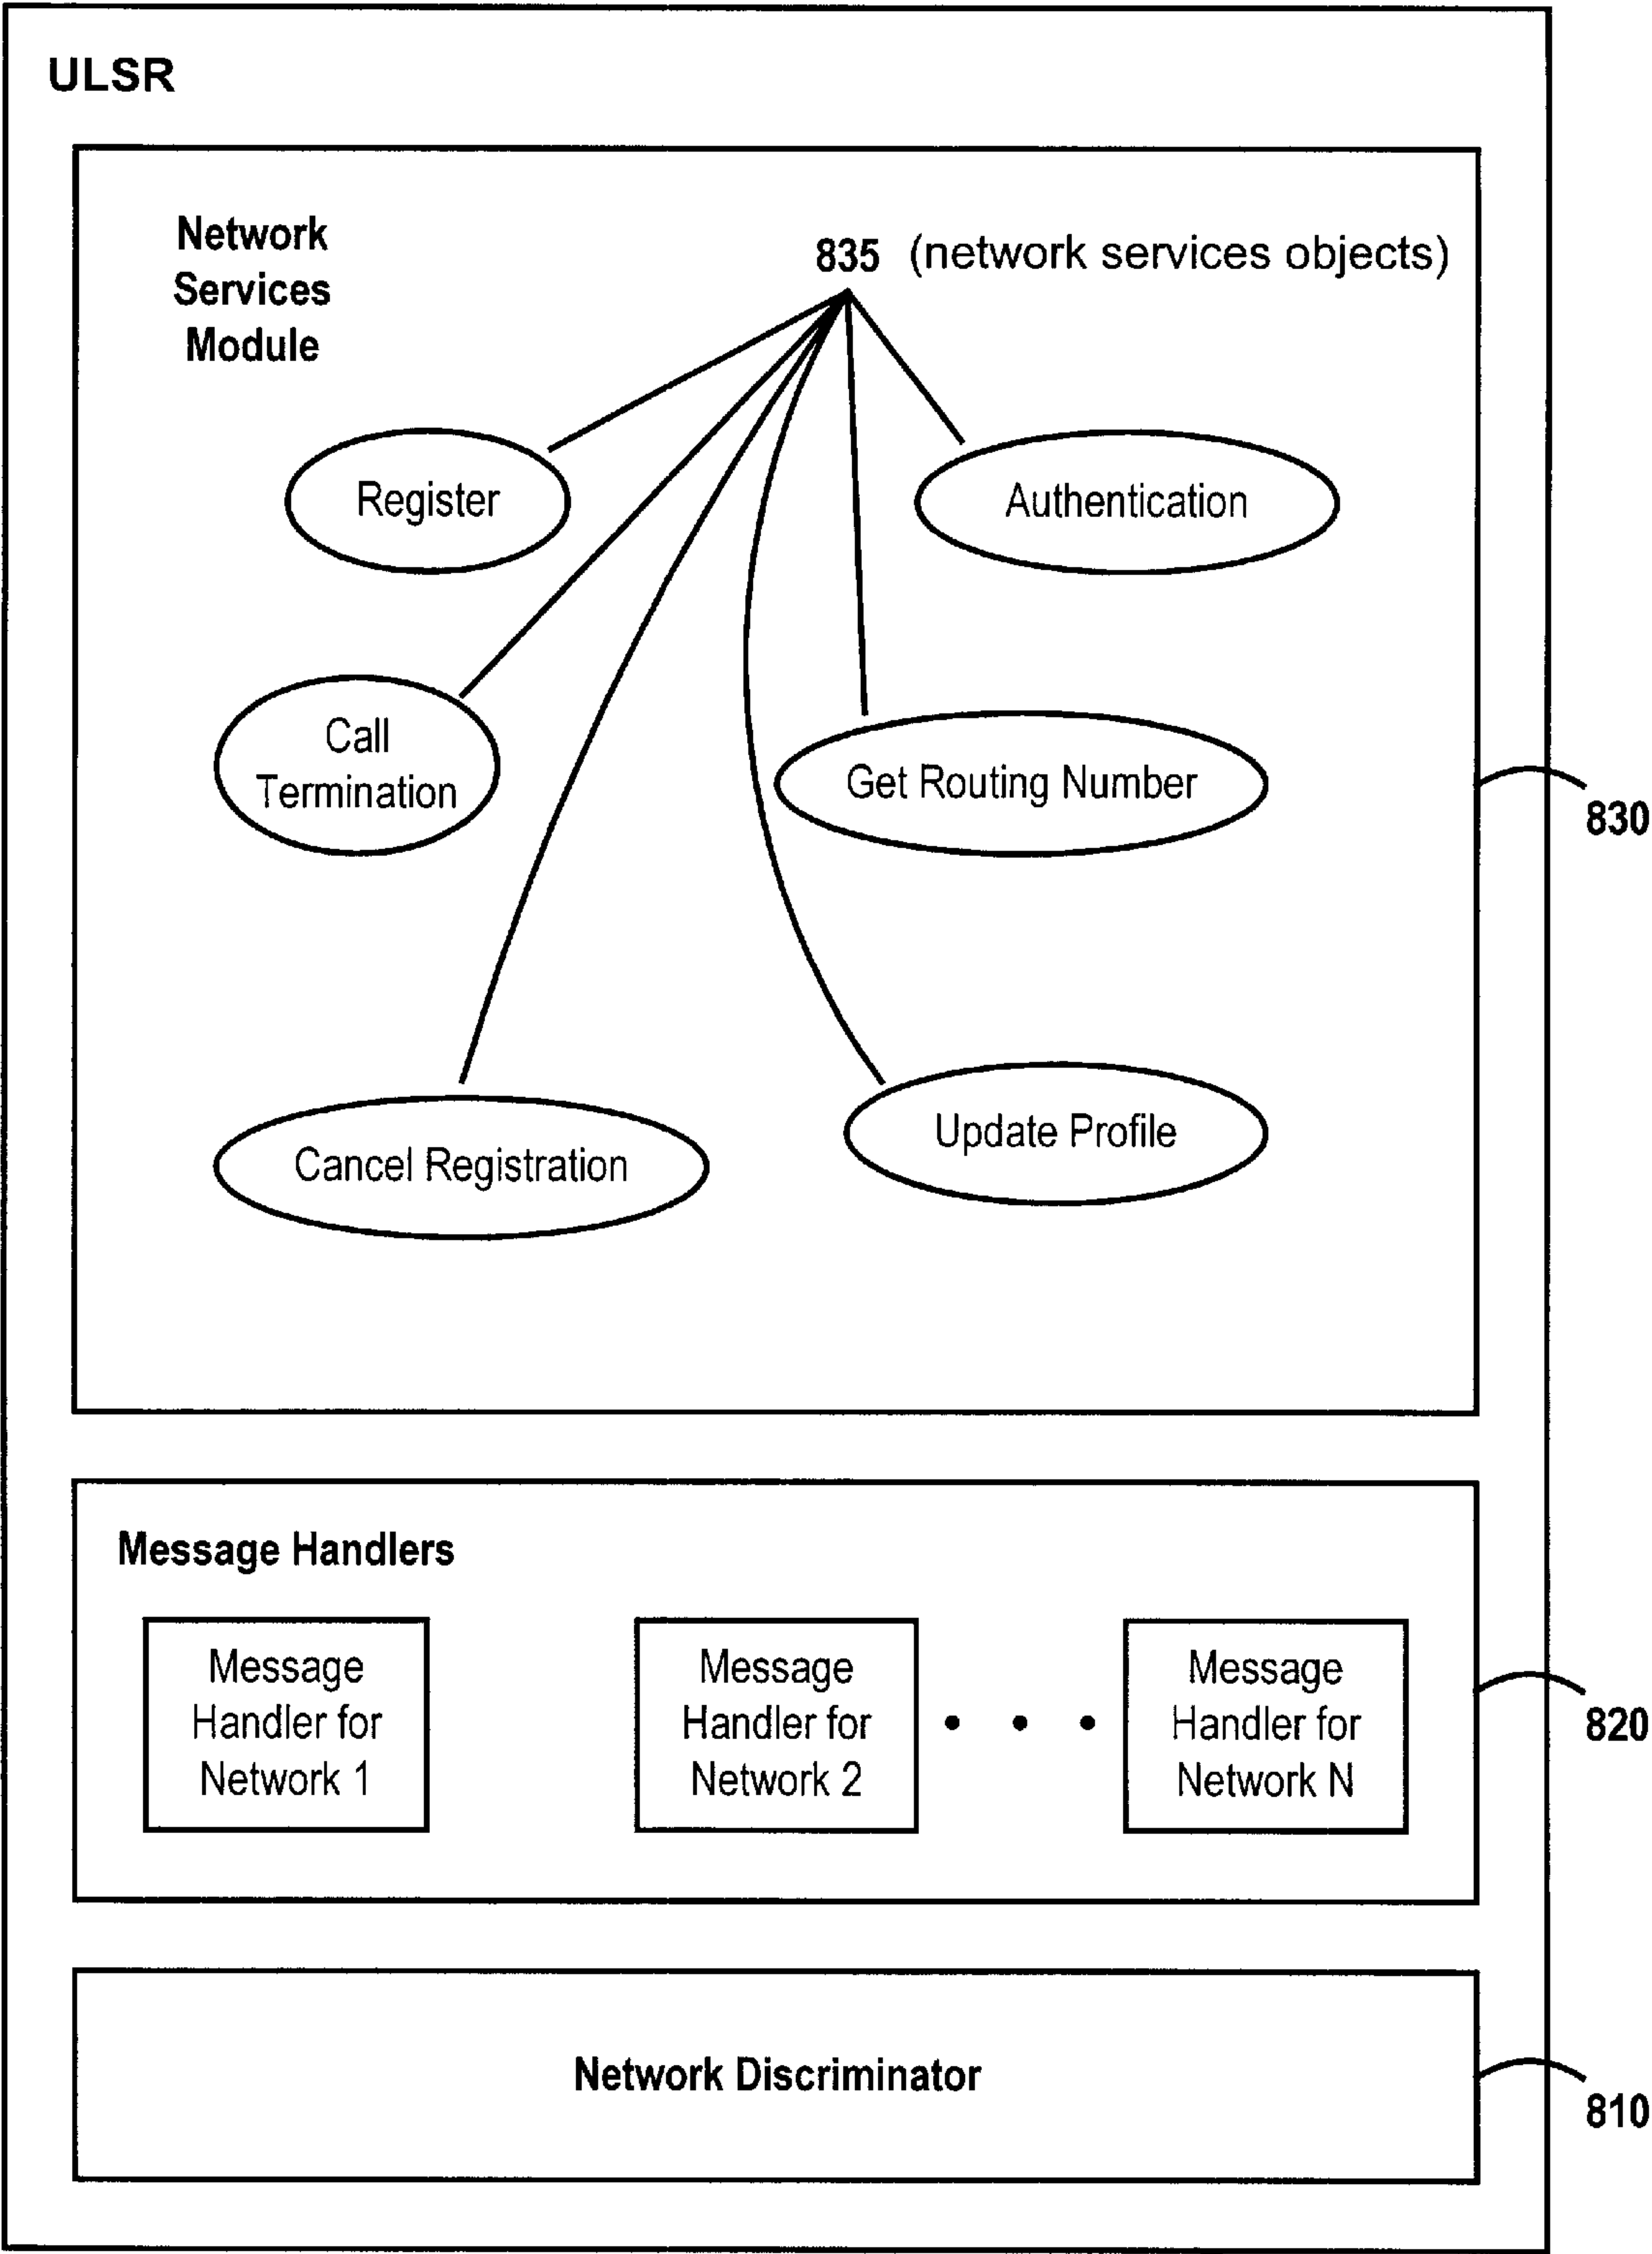 ULSR
Network
Services
Module
835 (network services objects)
Register
Authentication
Call
Termination
Get Routing Number
830
Cancel Registration
Update Profile
Message Handlers
Message
Handler for
Network 1
Message
Handler for
Network 2
• • •
Message
Handler for
Network N
820
Network Discriminator
810